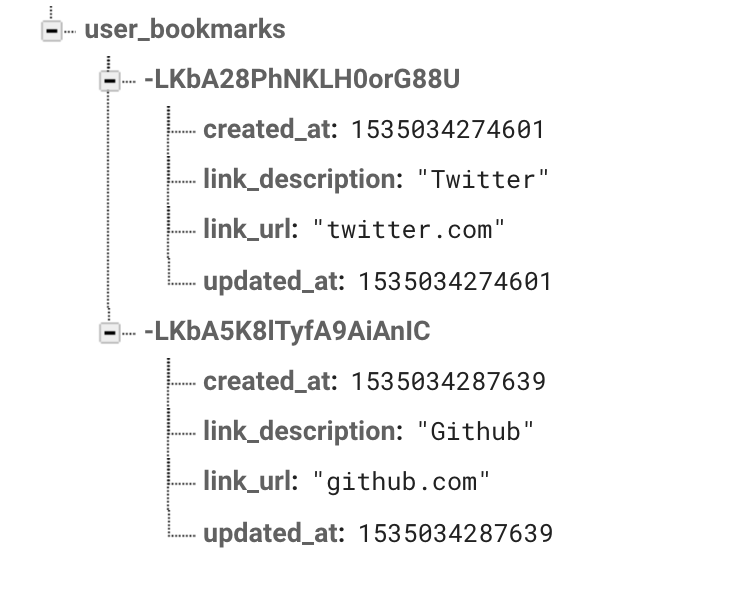 user_bookmarks
-LKbA28PhNKLH0orG88U
created_at: 1535034274601
link_description: "Twitter"
link_url: "twitter.com"
updated_at: 1535034274601
-LKbA5K8lTyfA9AiAnIC
created_at: 1535034287639
link_description: "Github"
link_url: "github.com"
updated_at: 1535034287639